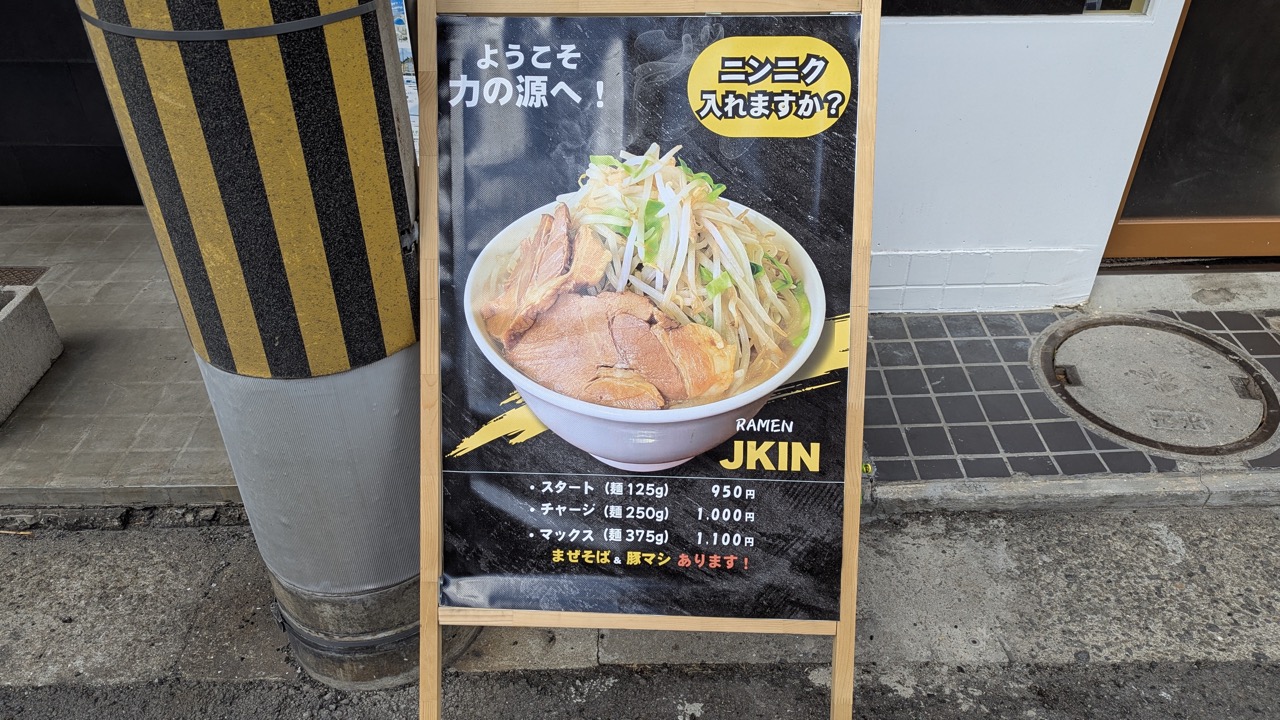 ようこそ
力の源へ！
ニンニク
入れますか？
RAMEN
JKIN
・スタート（麺125g） 950円
・チャージ（麺250g） 1.000円
・マックス（麺375g） 1.100円
まぜそば & 豚マシ あります！